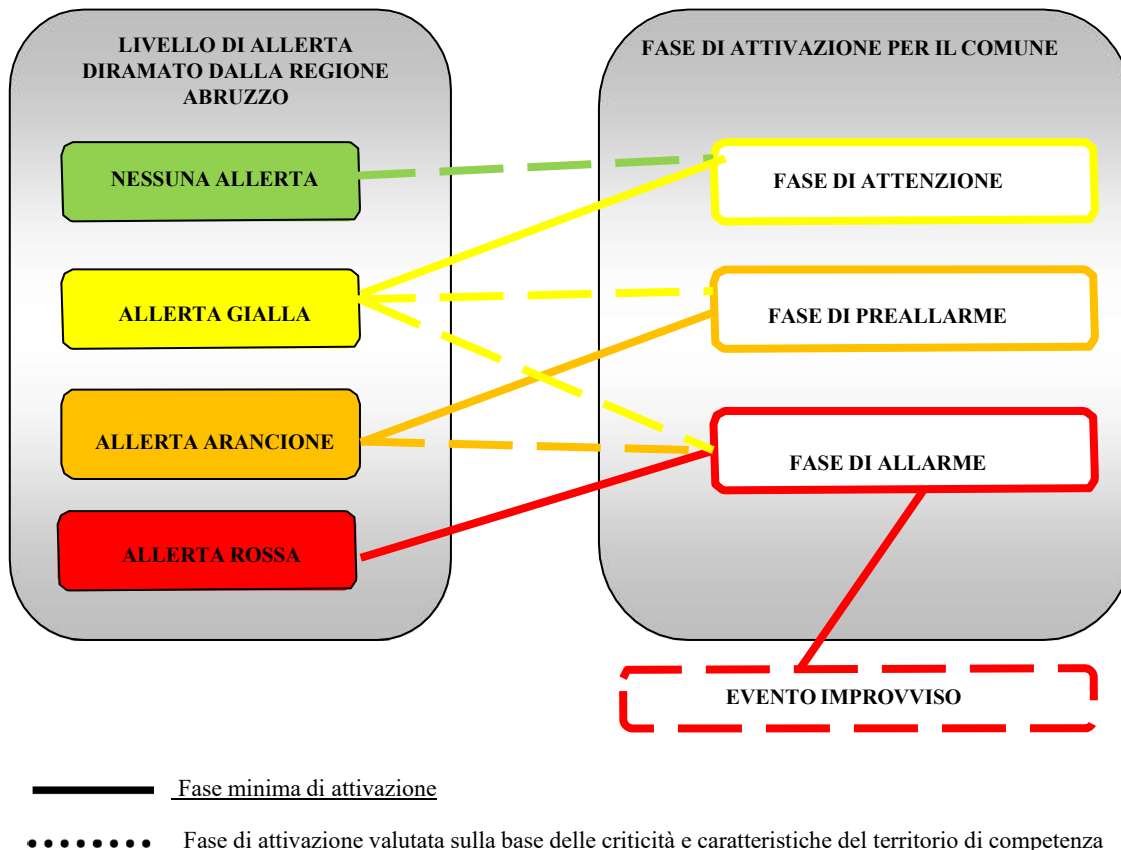 LIVELLO DI ALLERTA
DIRAMATO DALLA REGIONE
ABRUZZO
NESSUNA ALLERTA
ALLERTA GIALLA
ALLERTA ARANCIONE
ALLERTA ROSSA
FASE DI ATTIVAZIONE PER IL COMUNE
FASE DI ATTENZIONE
FASE DI PREALLARME
FASE DI ALLARME
EVENTO IMPROVVISO
Fase minima di attivazione
Fase di attivazione valutata sulla base delle criticità e caratteristiche del territorio di competenza